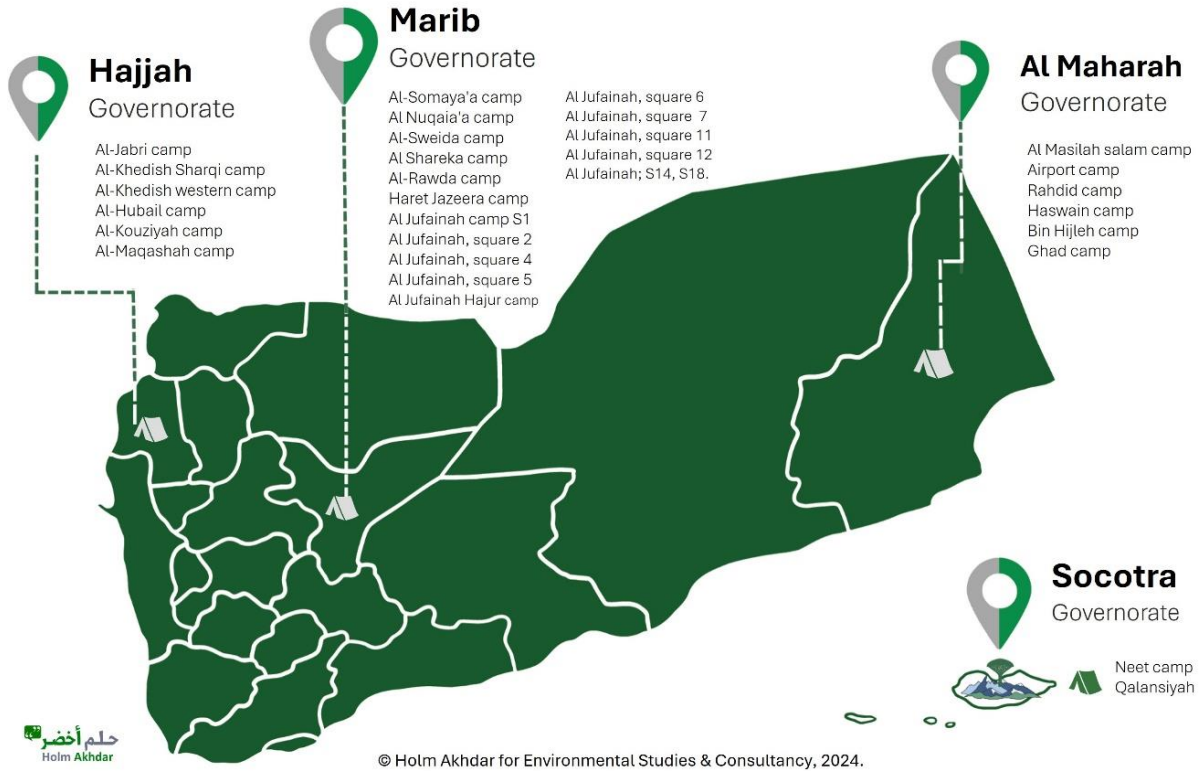 Hajjah
Governorate
Al-Jabri camp
Al-Khedish Sharqi camp
Al-Khedish western camp
Al-Hubail camp
Al-Kouziyah camp
Al-Maqashah camp
Marib
Governorate
Al-Somaya'a camp
Al Nuqaia'a camp
Al-Sweida camp
Al Shareka camp
Al-Rawda camp
Haret Jazeera camp
Al Jufainah camp S1
Al Jufainah, square 2
Al Jufainah, square 4
Al Jufainah, square 5
Al Jufainah Hajur camp
Al Jufainah, square 6
Al Jufainah, square 7
Al Jufainah, square 11
Al Jufainah, square 12
Al Jufainah; S14, S18.
Al Maharah
Governorate
Al Masilah salam camp
Airport camp
Rahdid camp
Haswain camp
Bin Hijleh camp
Ghad camp
Socotra
Governorate
Neet camp
Qalansiyah
حلم أخضر
Holm Akhdar
© Holm Akhdar for Environmental Studies & Consultancy, 2024.